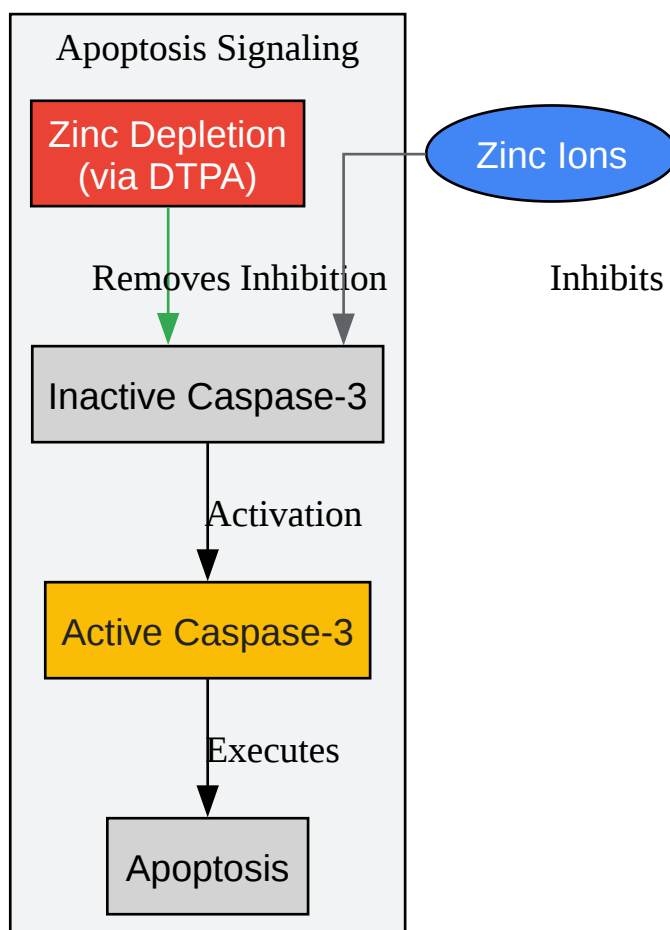 Apoptosis Signaling
Zinc Depletion
(via DTPA)
Zinc Ions
Removes Inhibition
Inhibits
Inactive Caspase-3
Activation
Active Caspase-3
Executes
Apoptosis